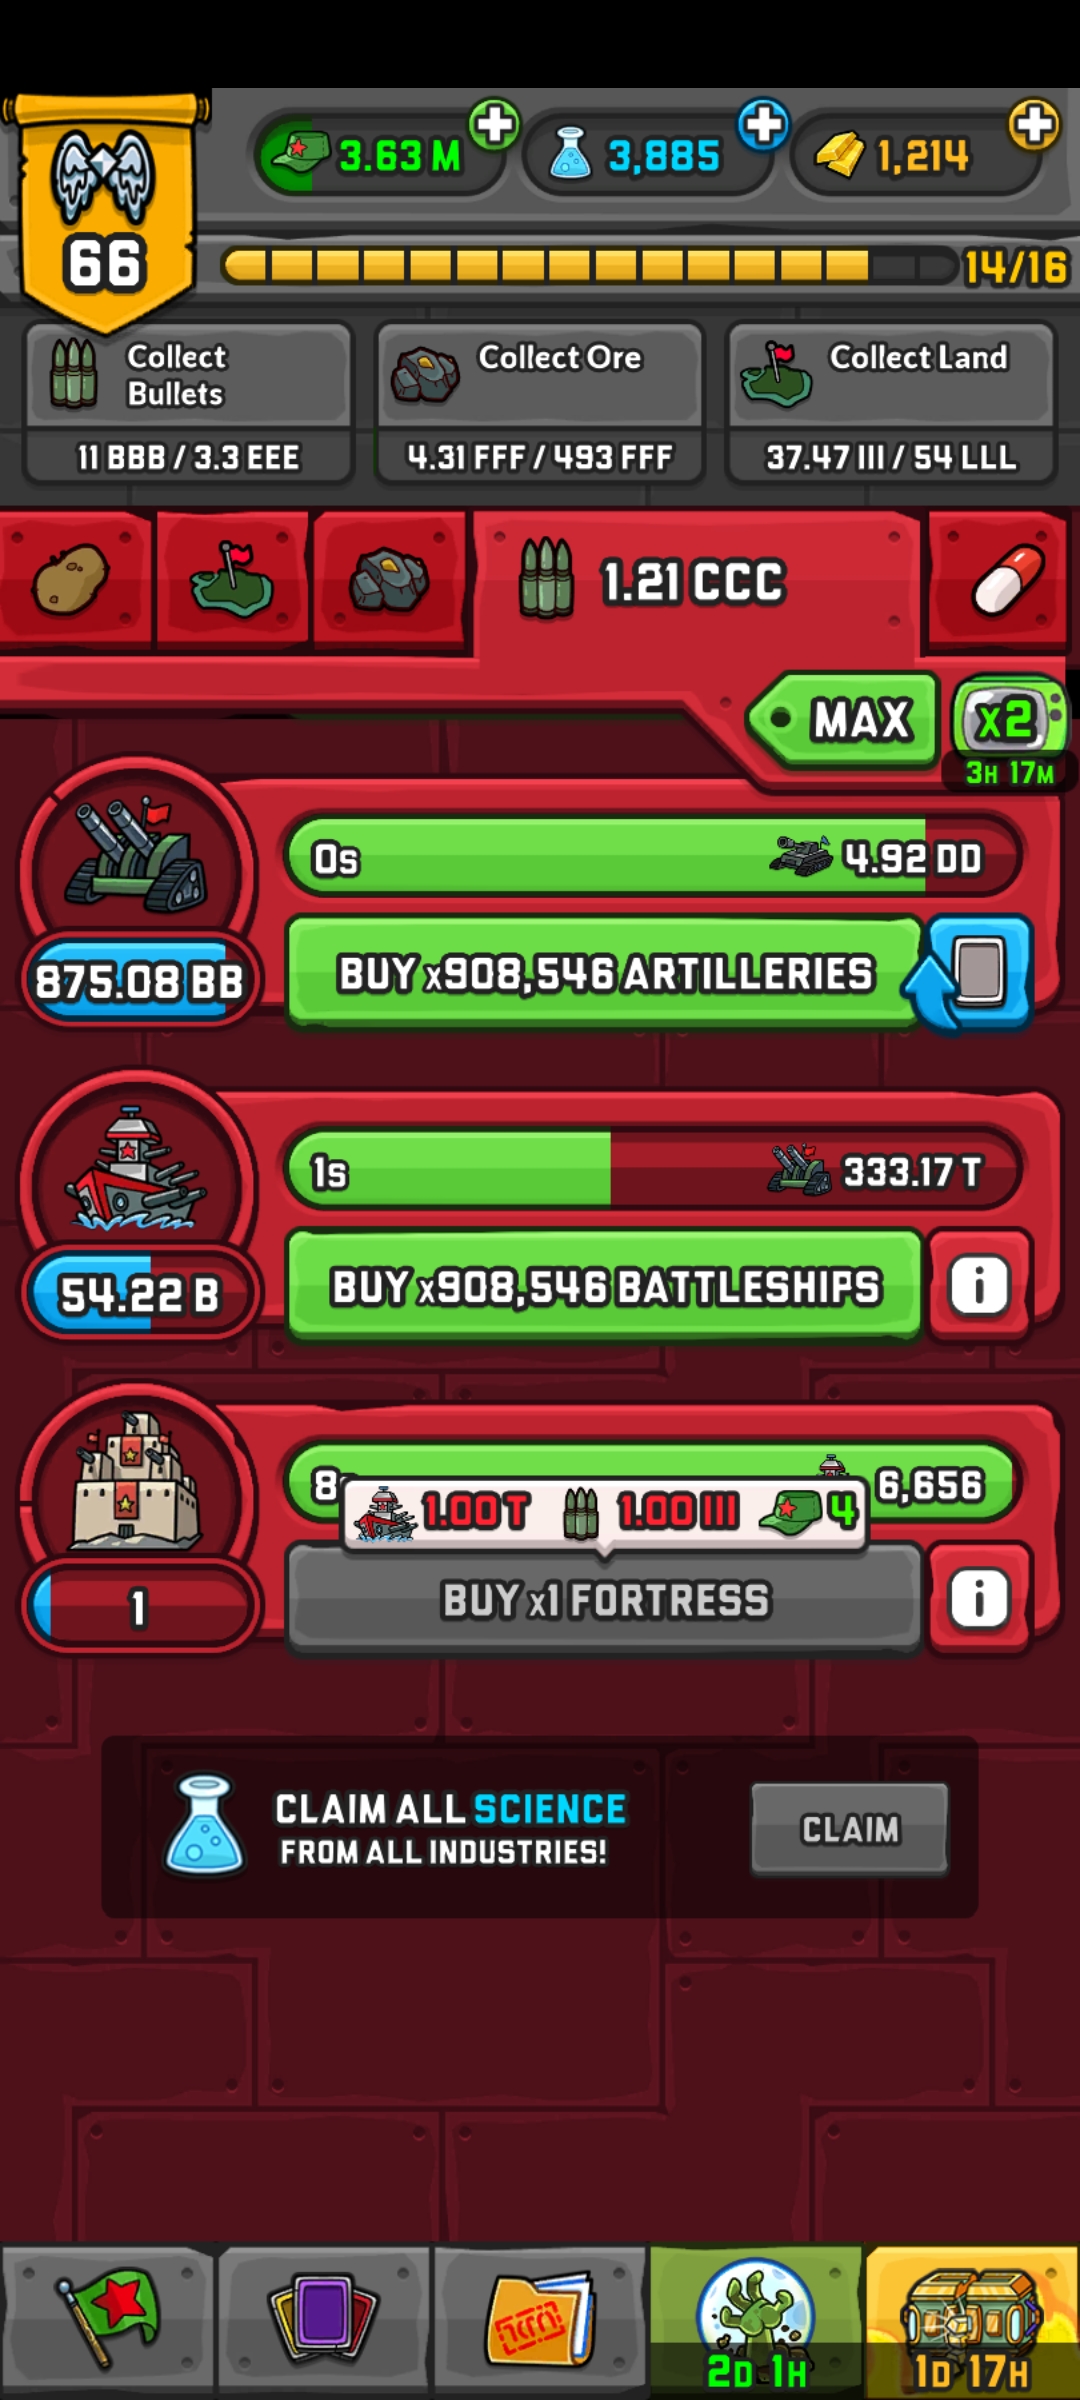 3.63 M
3,885
1,214
66
14/16
Collect
Bullets
11 BBB / 3.3 EEE
Collect Ore
4.31 FFF / 493 FFF
Collect Land
37.47 III / 54 LLL
1.21 CCC
MAX
x2
3H 17M
0s
4.92 DD
875.08 BB
BUY x908,546 ARTILLERIES
1s
333.17 T
54.22 B
BUY x908,546 BATTLESHIPS
i
8
6,656
1.00 T
1.00 III
4
1
BUY x1 FORTRESS
i
CLAIM ALL SCIENCE
FROM ALL INDUSTRIES!
CLAIM
2D 1H
1D 17H